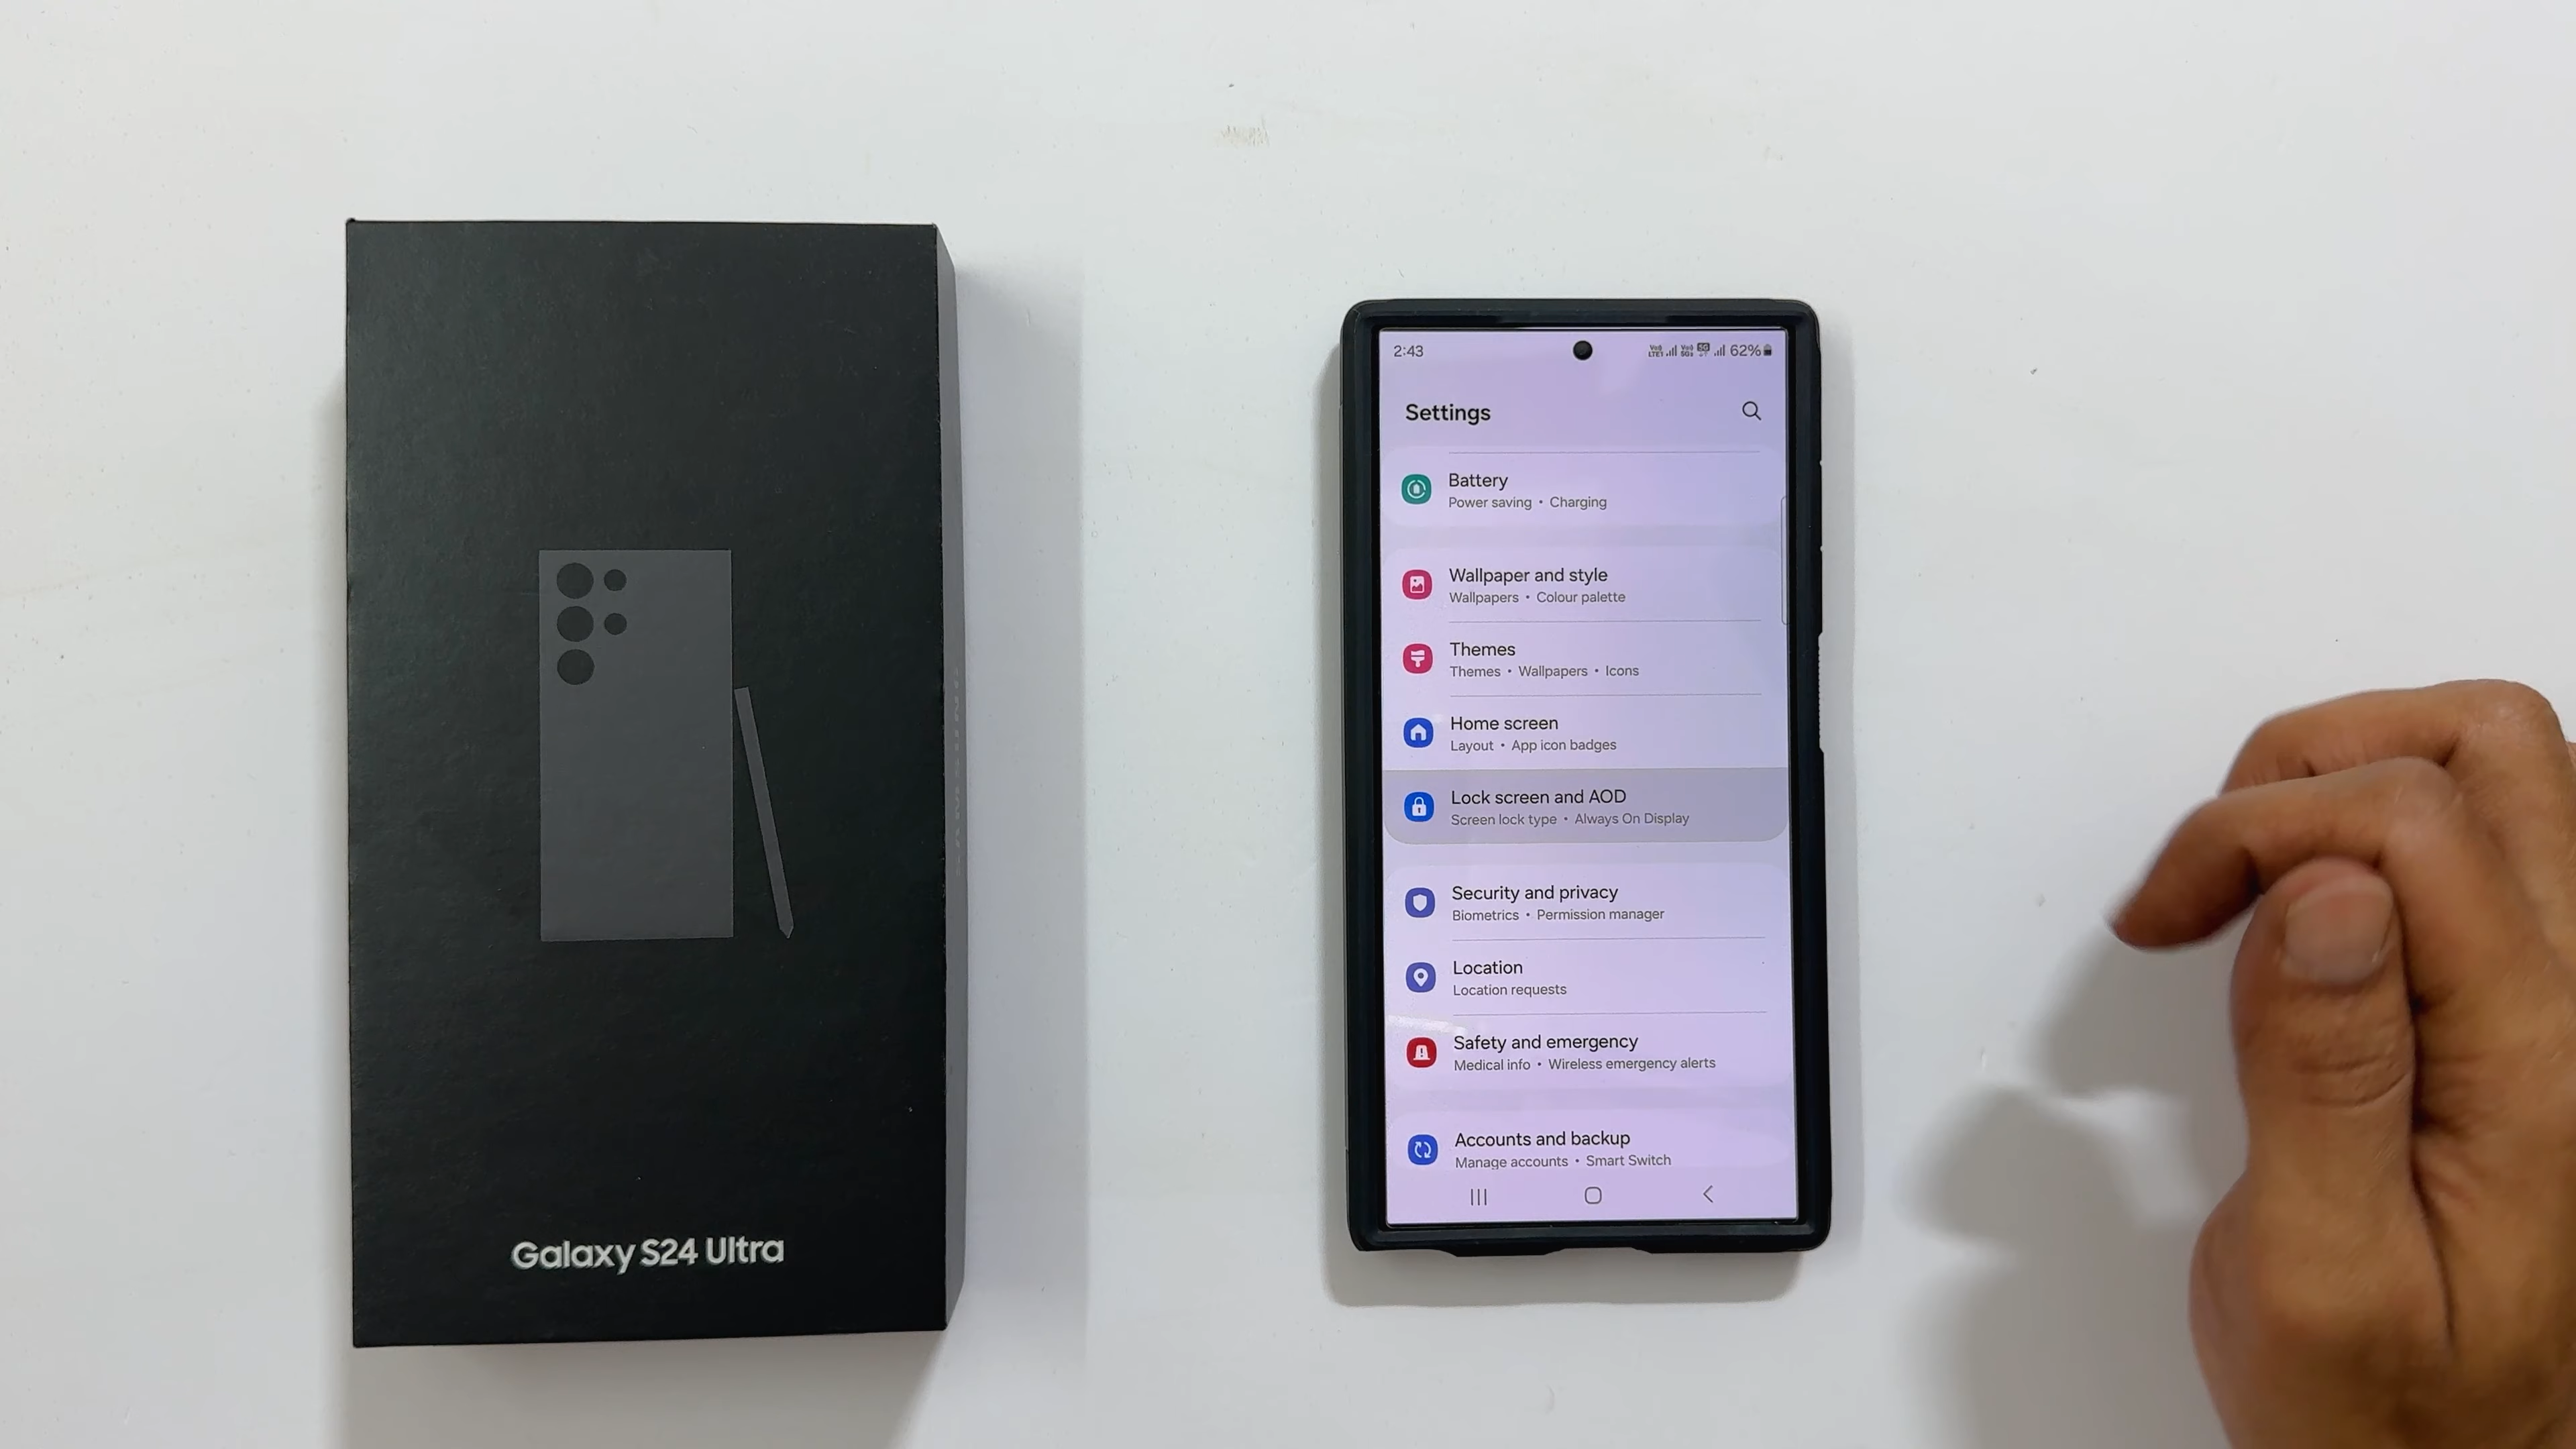 Galaxy S24 Ultra
2:43
62%
Settings
Battery
Power saving • Charging
Wallpaper and style
Wallpapers • Colour palette
Themes
Themes • Wallpapers • Icons
Home screen
Layout • App icon badges
Lock screen and AOD
Screen lock type • Always On Display
Security and privacy
Biometrics • Permission manager
Location
Location requests
Safety and emergency
Medical info • Wireless emergency alerts
Accounts and backup
Manage accounts • Smart Switch